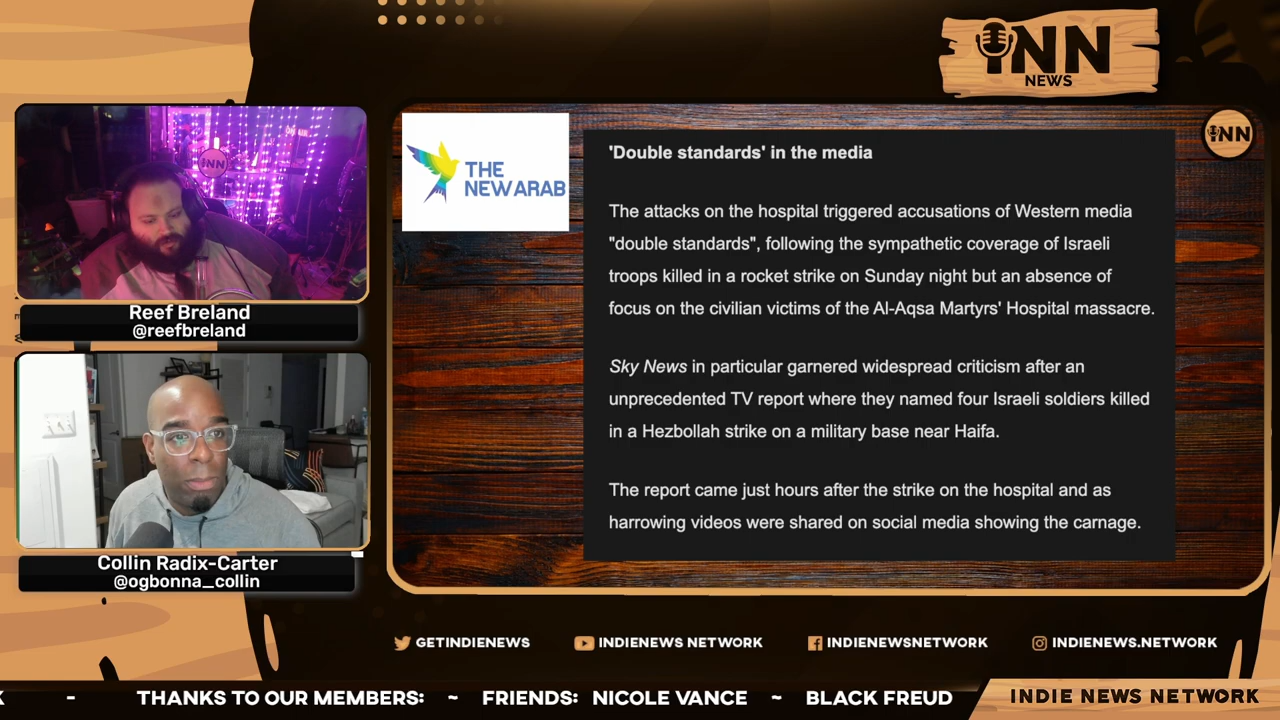 iNN
NEWS
iNN
iNN
THE
NEWARAB
'Double standards' in the media
The attacks on the hospital triggered accusations of Western media
"double standards", following the sympathetic coverage of Israeli
troops killed in a rocket strike on Sunday night but an absence of
focus on the civilian victims of the Al-Aqsa Martyrs' Hospital massacre.
Sky News in particular garnered widespread criticism after an
unprecedented TV report where they named four Israeli soldiers killed
in a Hezbollah strike on a military base near Haifa.
The report came just hours after the strike on the hospital and as
harrowing videos were shared on social media showing the carnage.
Reef Breland
@reefbreland
Collin Radix-Carter
@ogbonna_collin
GETINDIENEWS
INDIENEWS NETWORK
INDIENEWSNETWORK
INDIENEWS.NETWORK
K - THANKS TO OUR MEMBERS: ~ FRIENDS: NICOLE VANCE ~ BLACK FREUD
INDIE NEWS NETWORK